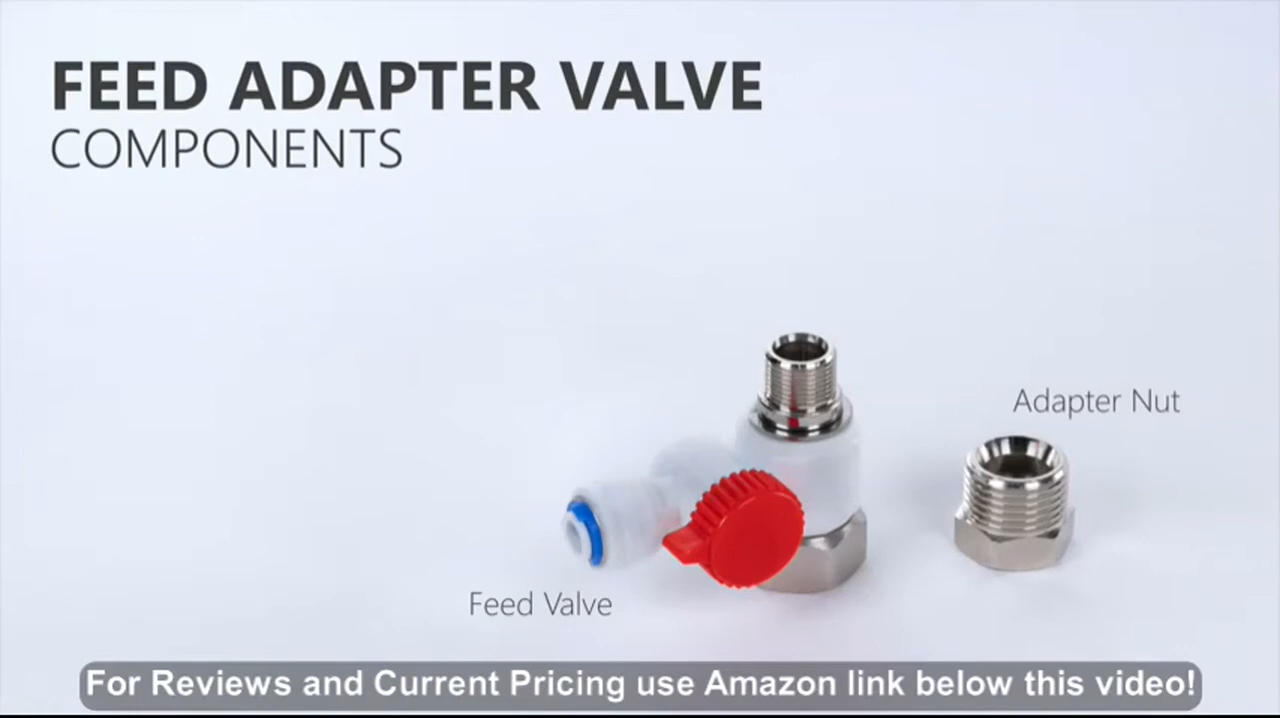 FEED ADAPTER VALVE
COMPONENTS
Adapter Nut
Feed Valve
For Reviews and Current Pricing use Amazon link below this video!